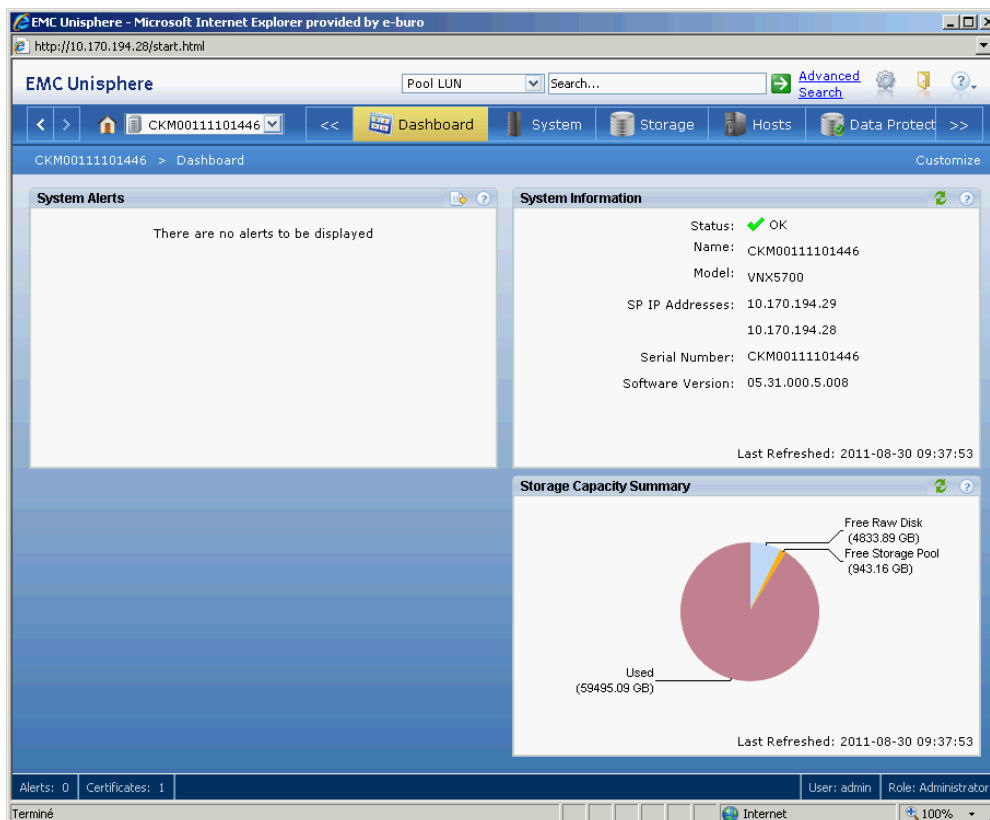 EMC Unisphere - Microsoft Internet Explorer provided by e-buro
http://10.170.194.28/start.html
EMC Unisphere
Pool LUN
Search...
Advanced Search
CKM00111101446
<<
Dashboard
System
Storage
Hosts
Data Protect
>>
CKM00111101446 > Dashboard
Customize
System Alerts
There are no alerts to be displayed
System Information
Status: OK
Name: CKM00111101446
Model: VNX5700
SP IP Addresses: 10.170.194.29
10.170.194.28
Serial Number: CKM00111101446
Software Version: 05.31.000.5.008
Last Refreshed: 2011-08-30 09:37:53
Storage Capacity Summary
Free Raw Disk
(4833.89 GB)
Free Storage Pool
(943.16 GB)
Used
(59495.09 GB)
Last Refreshed: 2011-08-30 09:37:53
Alerts: 0
Certificates: 1
User: admin
Role: Administrator
Terminé
Internet
100%